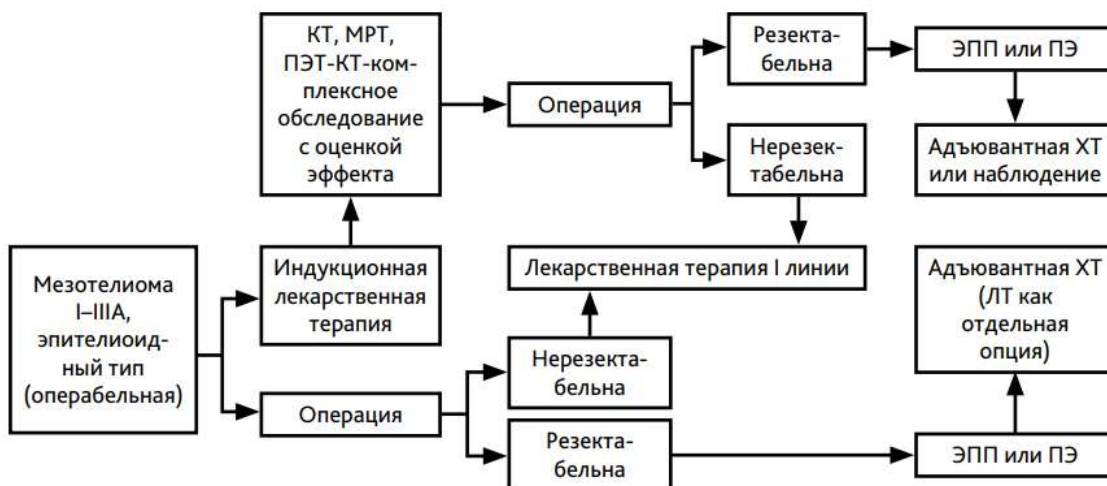 КТ, МРТ,
ПЭТ-КТ-ком-
плексное
обследование
с оценкой
эффекта
Операция
Резекта-
бельна
ЭПП или ПЭ
Нерезек-
табельна
Адъювантная ХТ
или наблюдение
Мезотелиома
I–IIIA,
эпителиоид-
ный тип
(операбельная)
Индукционная
лекарственная
терапия
Лекарственная терапия I линии
Адъювантная ХТ
(ЛТ как
отдельная
опция)
Операция
Нерезекта-
бельна
Резекта-
бельна
ЭПП или ПЭ